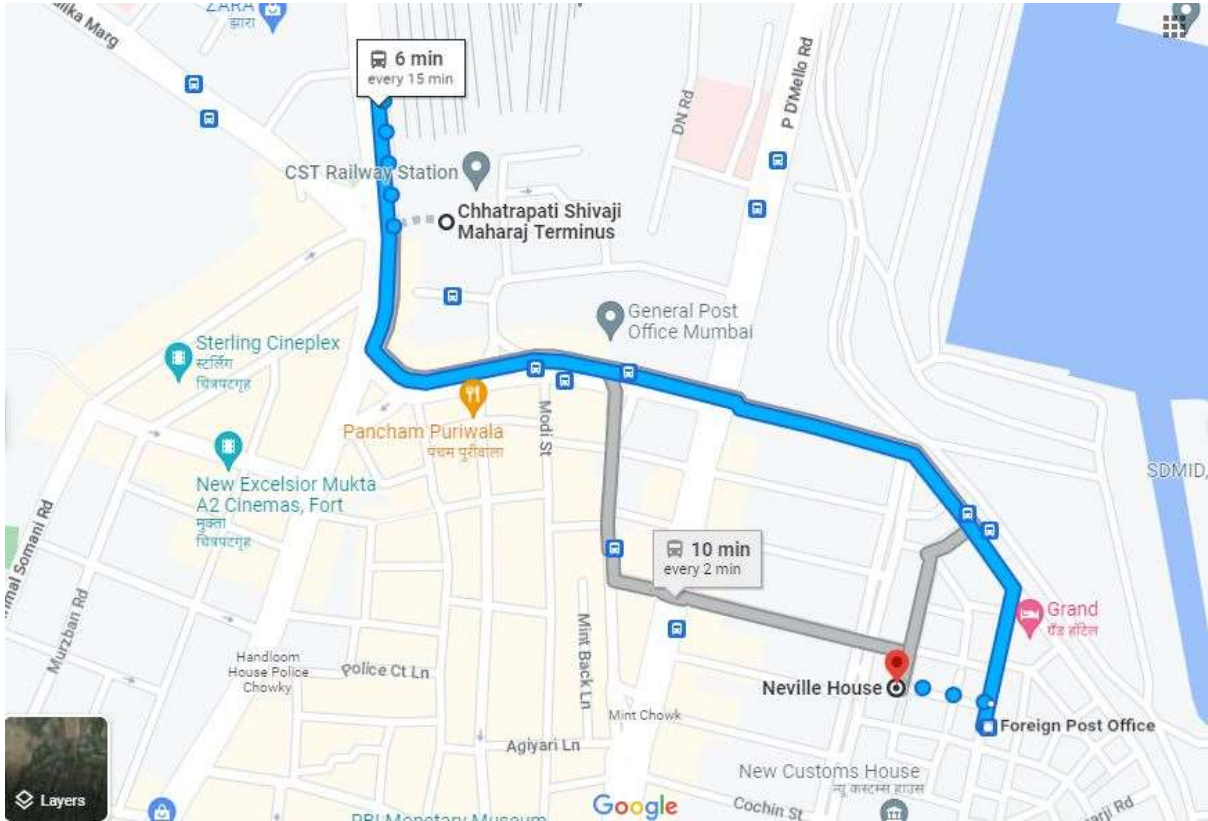 ZARA
झारा
6 min
every 15 min
CST Railway Station
Chhatrapati Shivaji
Maharaj Terminus
DN Rd
P D'Mello Rd
General Post
Office Mumbai
Sterling Cineplex
स्टर्लिंग
चित्रपटगृह
Pancham Puriwala
पंचम पुरीवाला
Modi St
New Excelsior Mukta
A2 Cinemas, Fort
मुक्ता
चित्रपटगृह
SDMID,
10 min
every 2 min
Somani Rd
Murzban Rd
Grand
ग्रँड हॉटेल
Handloom
House Police
Chowky
Police Ct Ln
Mint Back Ln
Neville House
Mint Chowk
Foreign Post Office
Agiyari Ln
New Customs House
न्यू कस्टम्स हाउस
Layers
Google
Cochin St
RBI Monetary Museum